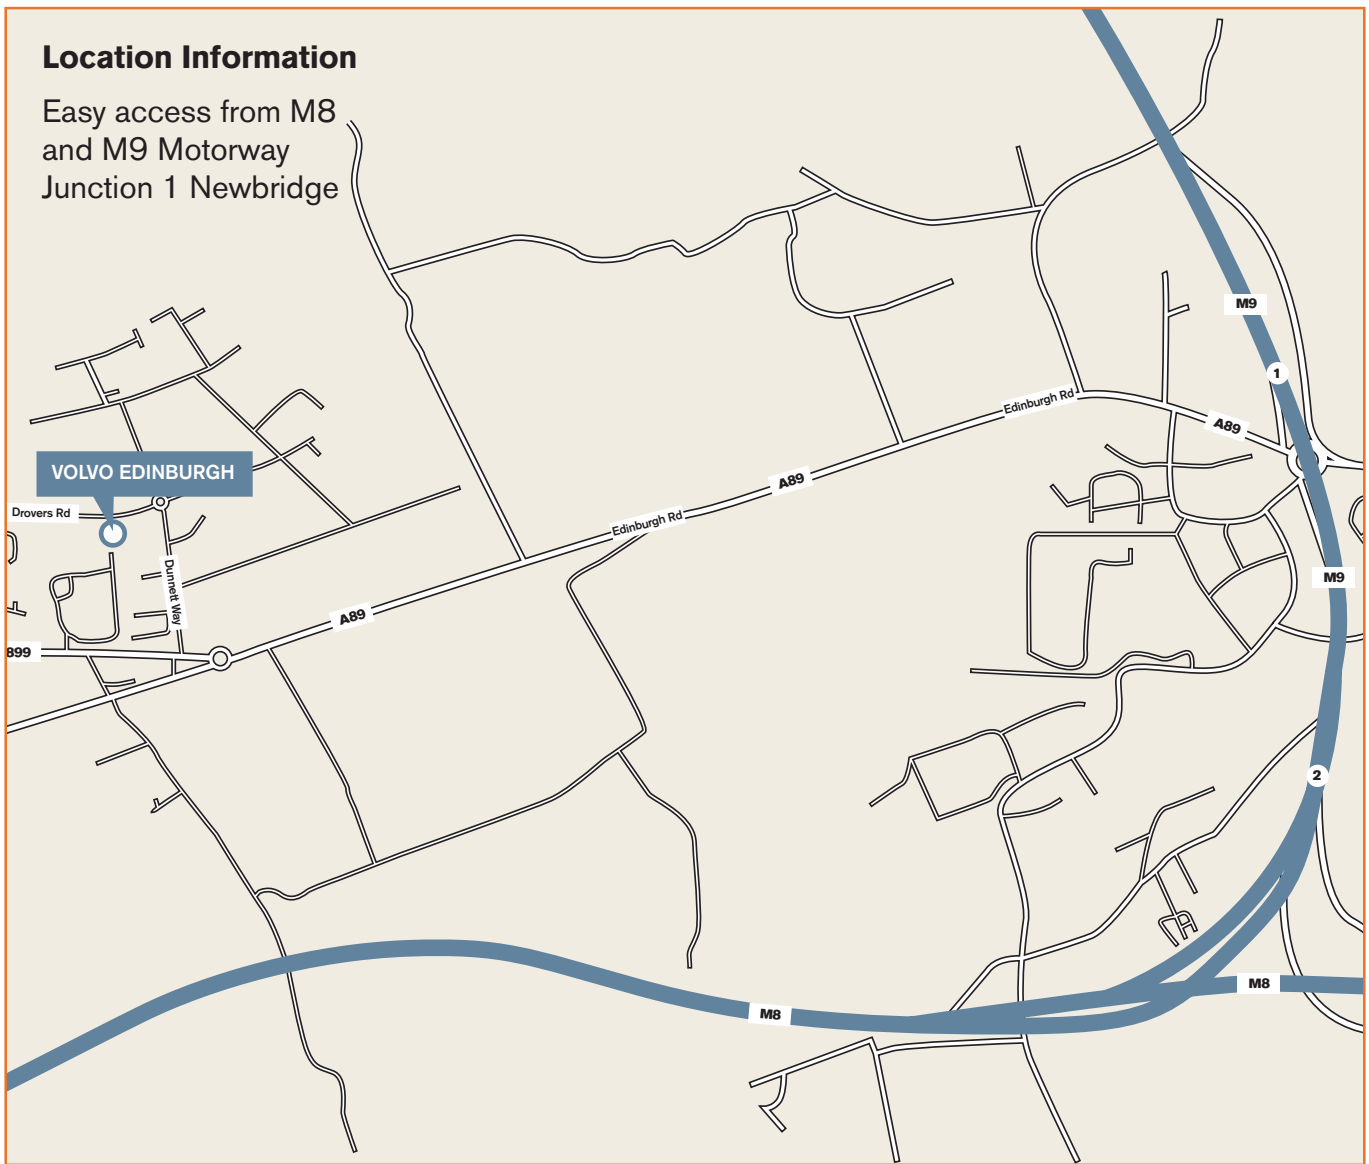 Location Information
Easy access from M8
and M9 Motorway
Junction 1 Newbridge
M9
1
Edinburgh Rd
A89
VOLVO EDINBURGH
A89
Drovers Rd
Edinburgh Rd
Dunnett Way
M9
A89
899
2
M8
M8